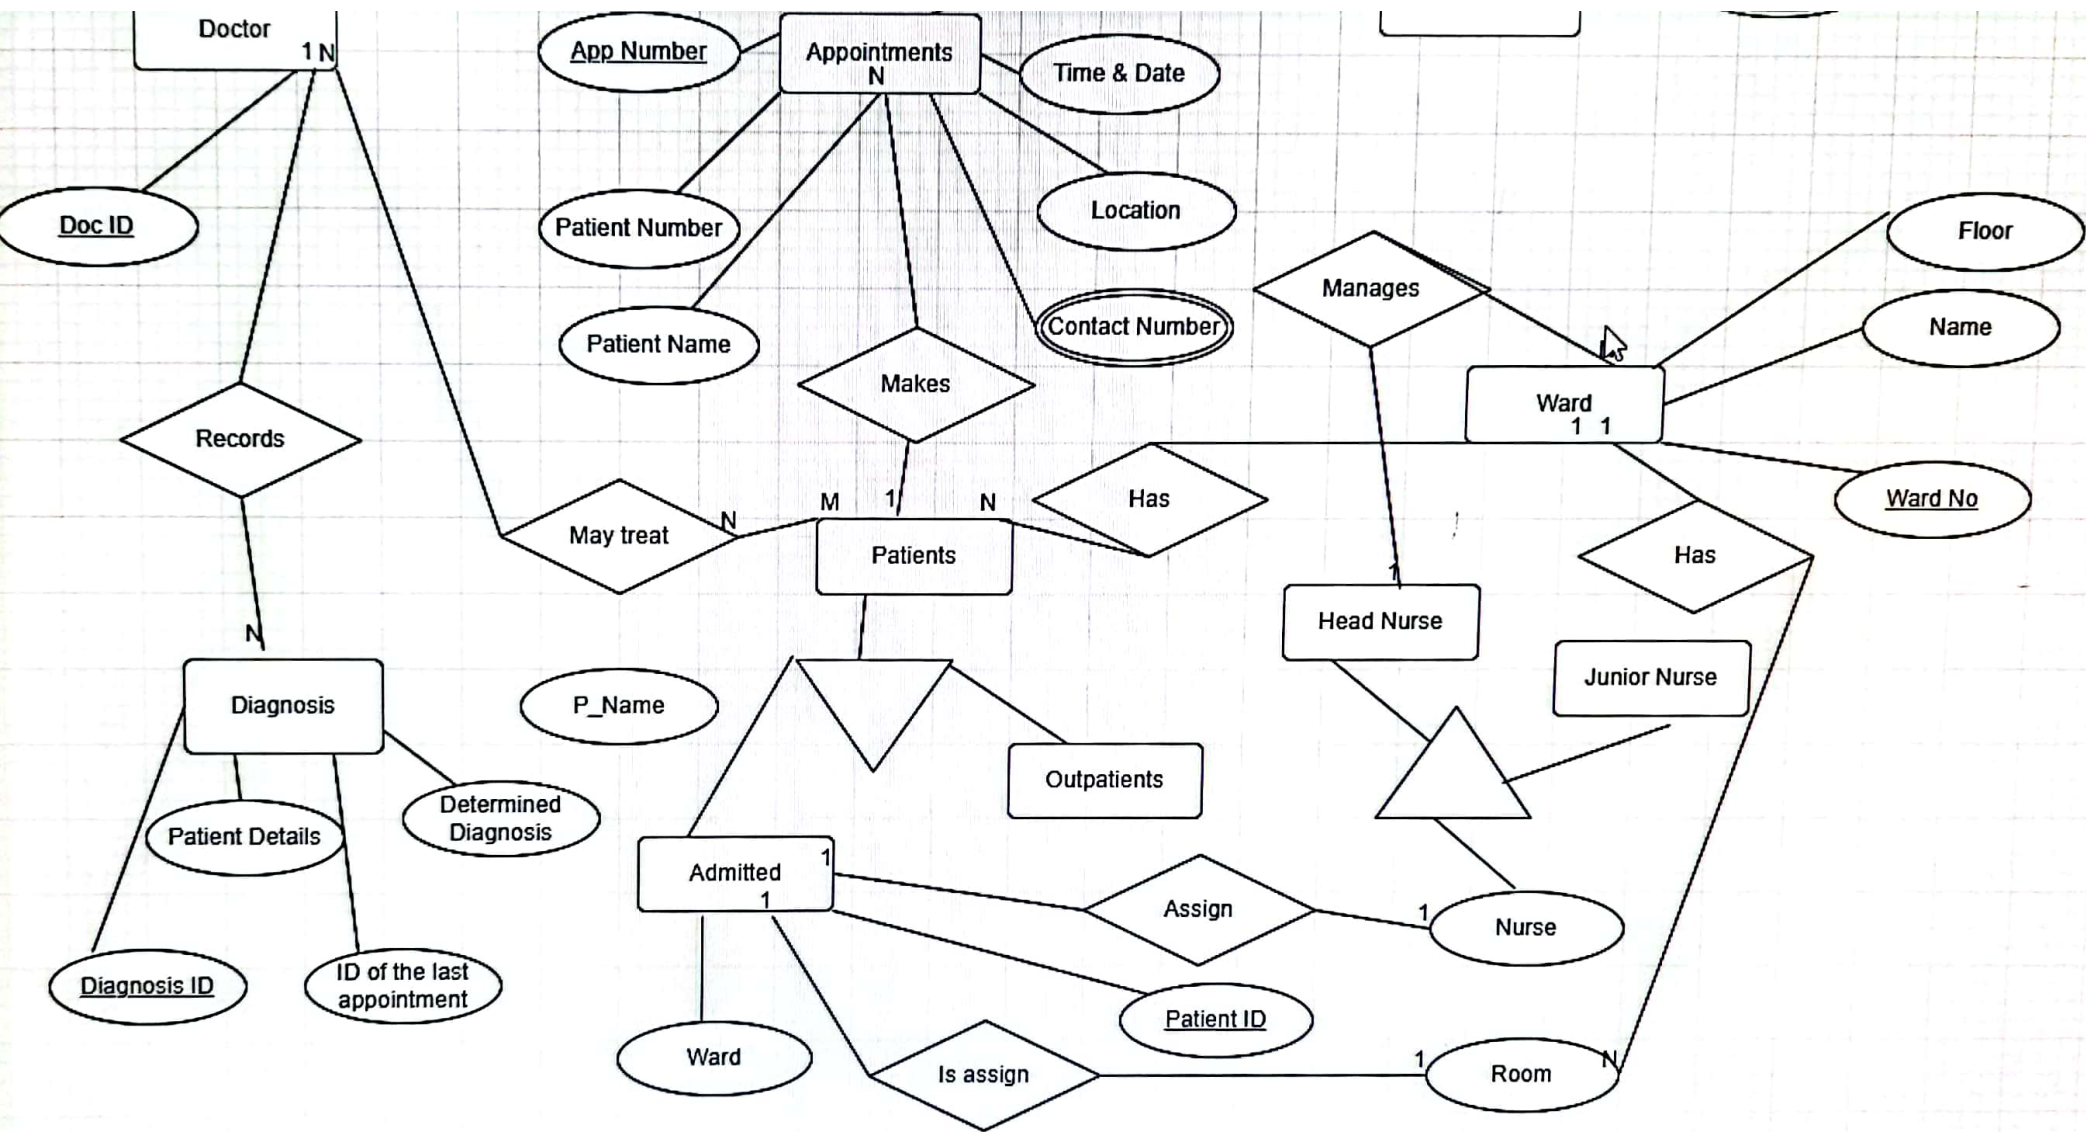 Doctor
1 N
App Number
Appointments
N
Time & Date
Doc ID
Patient Number
Location
Floor
Patient Name
Contact Number
Manages
Name
Makes
Ward
1 1
Records
May treat
N
M
1
N
Has
Ward No
Patients
Has
1
Head Nurse
Junior Nurse
N
Diagnosis
P_Name
Outpatients
Patient Details
Determined
Diagnosis
Admitted
1
1
Assign
1
Nurse
Diagnosis ID
ID of the last
appointment
Patient ID
Ward
Is assign
1
Room
N